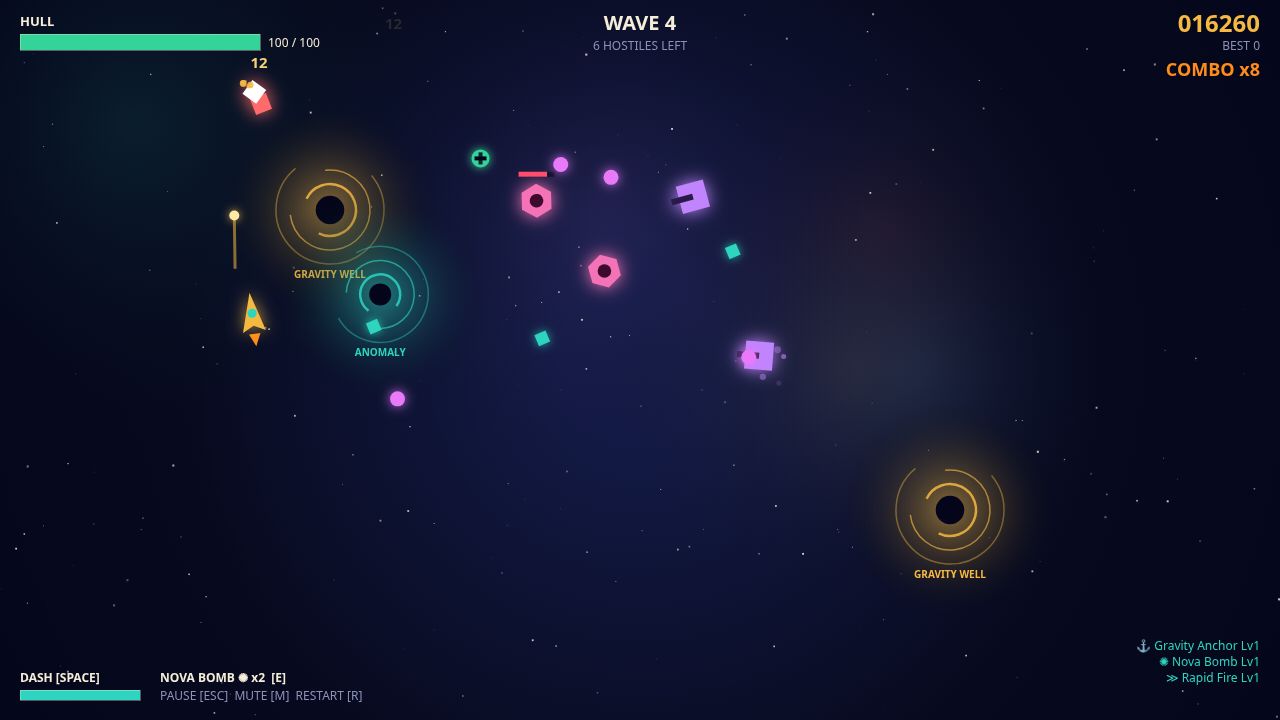 HULL
100 / 100
12
12
WAVE 4
6 HOSTILES LEFT
016260
BEST 0
COMBO x8
GRAVITY WELL
ANOMALY
GRAVITY WELL
DASH [SPACE]
NOVA BOMB ✺ x2 [E]
PAUSE [ESC] MUTE [M] RESTART [R]
⚓ Gravity Anchor Lv1
✺ Nova Bomb Lv1
≫ Rapid Fire Lv1